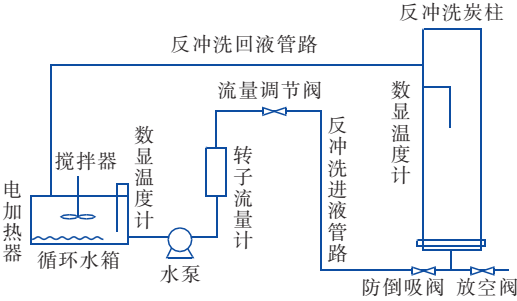 反冲洗炭柱
反冲洗回液管路
流量调节阀
数显温度计
反冲洗进液管路
数显温度计
转子流量计
搅拌器
电加热器
循环水箱
水泵
防倒吸阀
放空阀